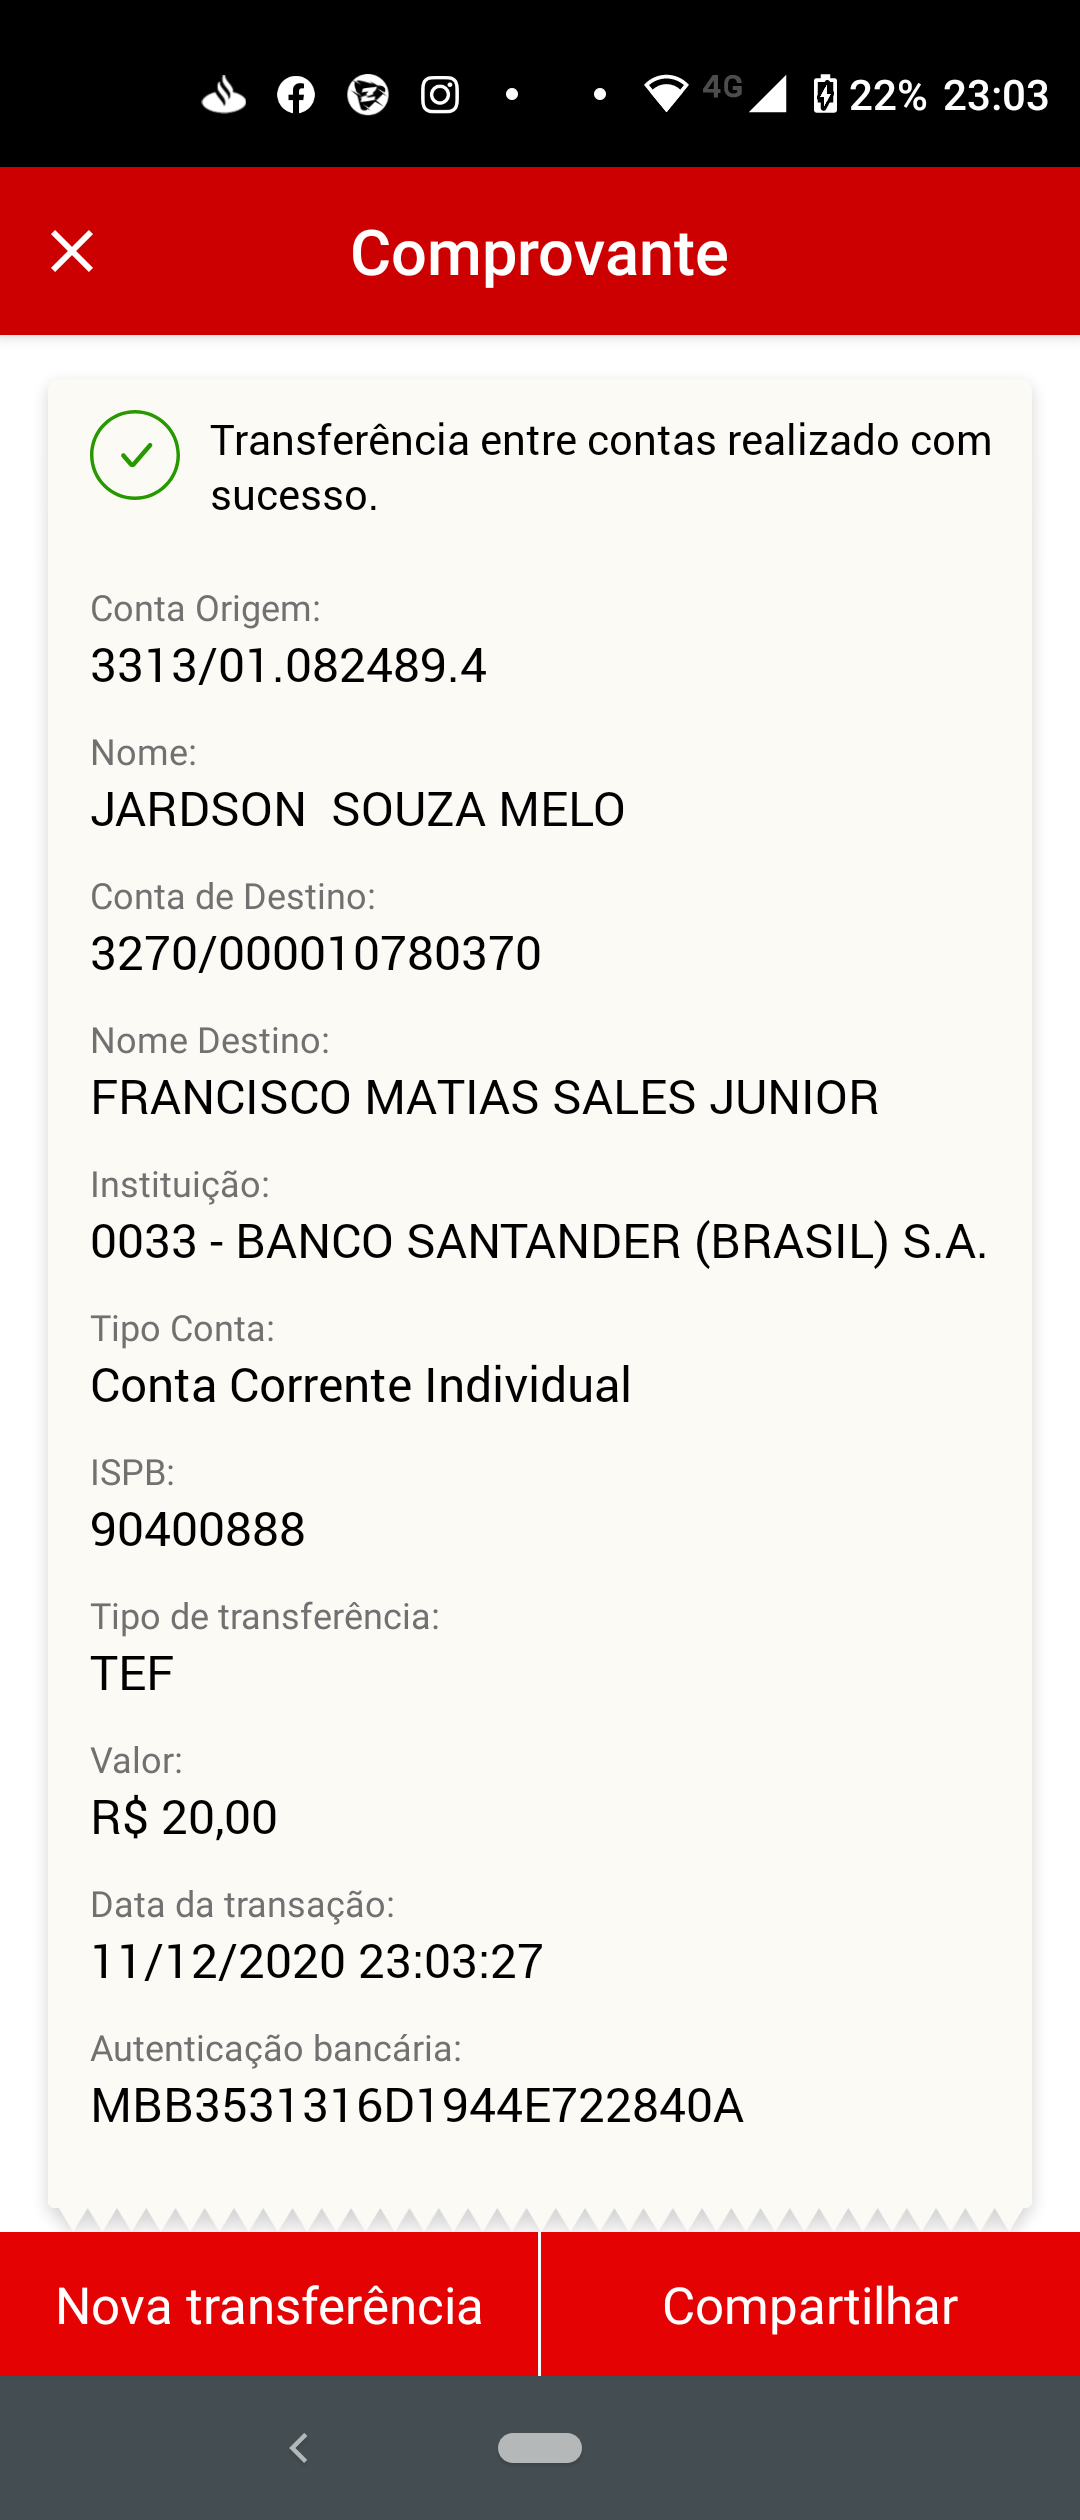 4G 22% 23:03
Comprovante
Transferência entre contas realizado com
sucesso.
Conta Origem:
3313/01.082489.4
Nome:
JARDSON  SOUZA MELO
Conta de Destino:
3270/000010780370
Nome Destino:
FRANCISCO MATIAS SALES JUNIOR
Instituição:
0033 - BANCO SANTANDER (BRASIL) S.A.
Tipo Conta:
Conta Corrente Individual
ISPB:
90400888
Tipo de transferência:
TEF
Valor:
R$ 20,00
Data da transação:
11/12/2020 23:03:27
Autenticação bancária:
MBB3531316D1944E722840A
Nova transferência
Compartilhar